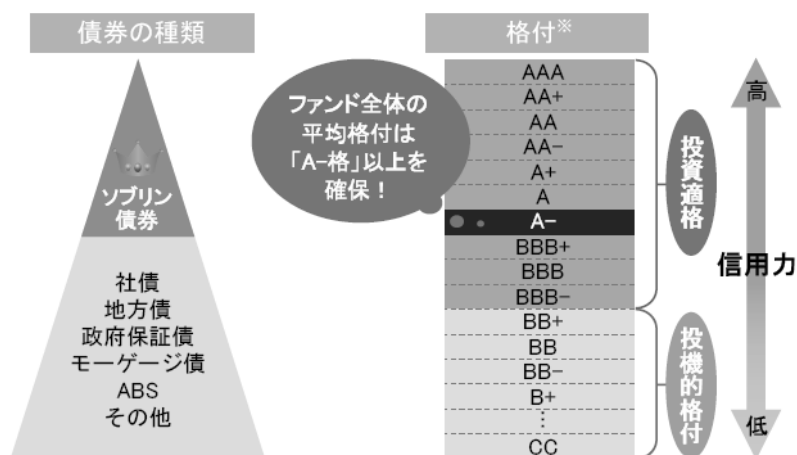 債券の種類
ソブリン
債券
社債
地方債
政府保証債
モーゲージ債
ABS
その他
格付※
ファンド全体の
平均格付は
「A-格」以上を
確保！
AAA
AA+
AA
AA-
A+
A
A-
BBB+
BBB
BBB-
BB+
BB
BB-
B+
⋮
CC
投資適格
投機的格付
高
信用力
低